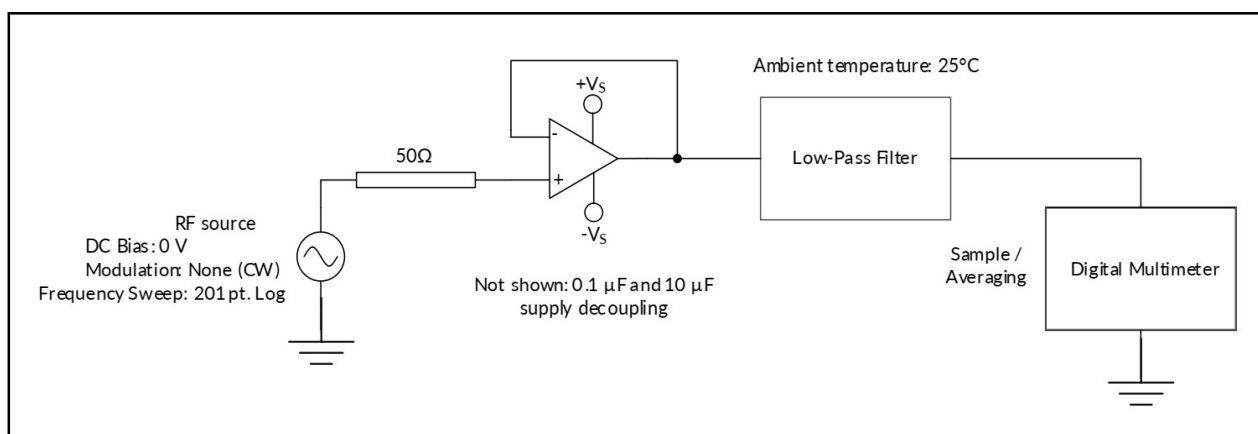 Ambient temperature: 25°C
+VS
-
Low-Pass Filter
50Ω
+
RF source
-VS
DC Bias: 0 V
Modulation: None (CW)
Frequency Sweep: 201 pt. Log
Sample /
Averaging
Digital Multimeter
Not shown: 0.1 µF and 10 µF
supply decoupling